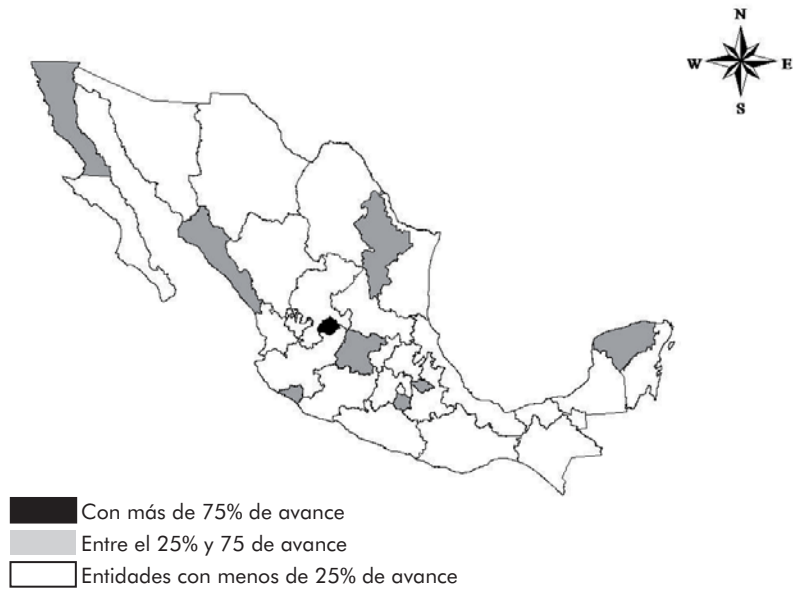 N
W E
S
Con más de 75% de avance
Entre el 25% y 75 de avance
Entidades con menos de 25% de avance